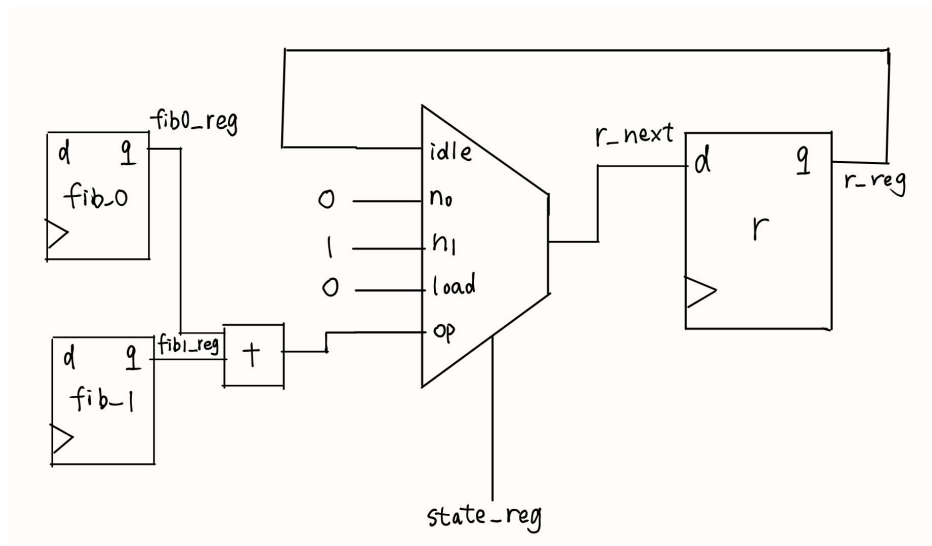 fib0_reg
d q
fib_0
idle
0 n0
1 n1
0 load
op
r_next
d q
r
r_reg
fib1_reg
d q
fib_1
+
state_reg